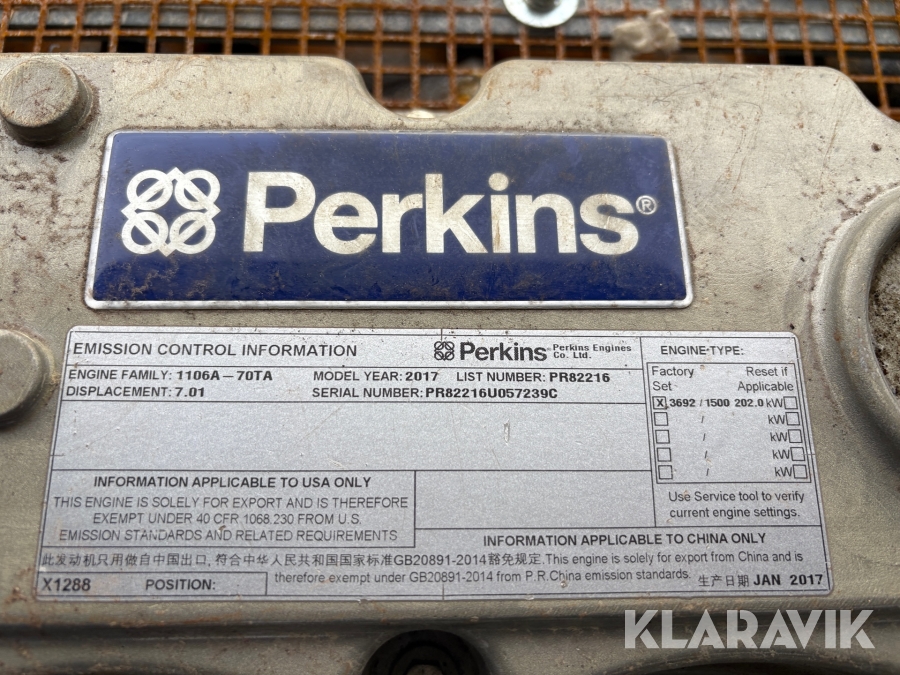 Perkins®
EMISSION CONTROL INFORMATION
Perkins Perkins Engines Co. Ltd.
ENGINE TYPE:
ENGINE FAMILY: 1106A-70TA MODEL YEAR: 2017 LIST NUMBER: PR82216
DISPLACEMENT: 7.01 SERIAL NUMBER: PR82216U057239C
Factory Set Reset if Applicable
X 3692 / 1500 202.0 kW
/ kW
/ kW
/ kW
/ kW
Use Service tool to verify
current engine settings.
INFORMATION APPLICABLE TO USA ONLY
THIS ENGINE IS SOLELY FOR EXPORT AND IS THEREFORE
EXEMPT UNDER 40 CFR.1068.230 FROM U.S.
EMISSION STANDARDS AND RELATED REQUIREMENTS
INFORMATION APPLICABLE TO CHINA ONLY
此发动机只用做自中国出口,符合中华人民共和国国家标准GB20891-2014豁免规定.This engine is solely for export from China and is
therefore exempt under GB20891-2014 from P.R.China emission standards. 生产日期 JAN 2017
X1288 POSITION:
KLARAVIK